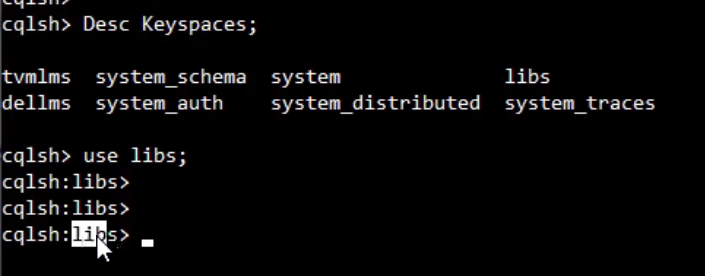 cqlsh>
cqlsh> Desc Keyspaces;
tvmlms  system_schema  system              libs
dellms  system_auth    system_distributed  system_traces
cqlsh> use libs;
cqlsh:libs>
cqlsh:libs>
cqlsh:libs>